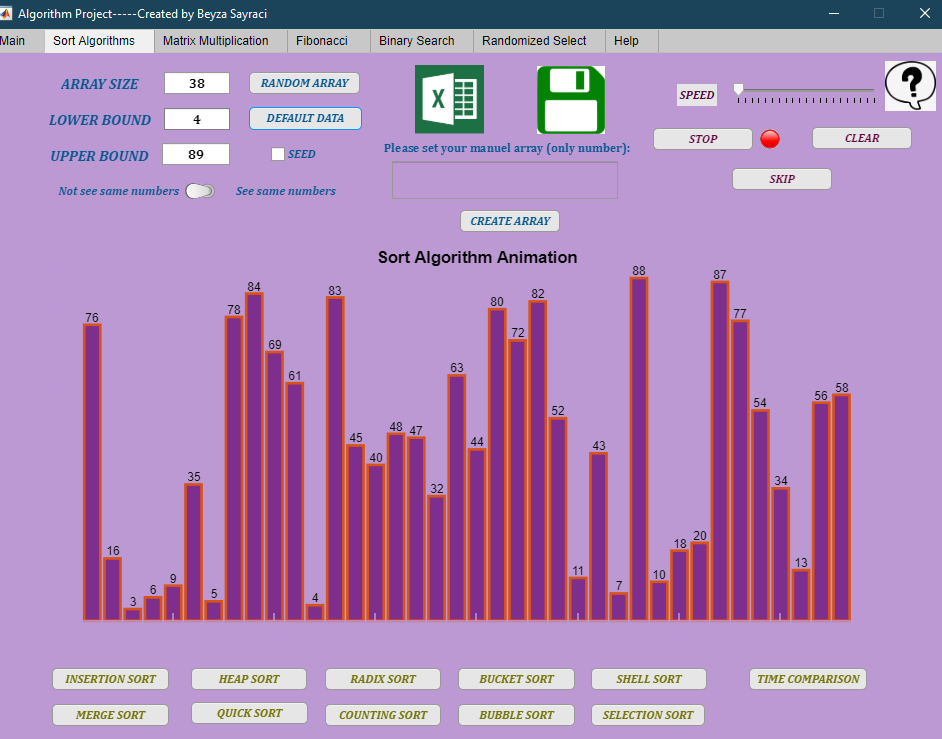 Algorithm Project-----Created by Beyza Sayraci
Main Sort Algorithms Matrix Multiplication Fibonacci Binary Search Randomized Select Help
ARRAY SIZE 38 RANDOM ARRAY
LOWER BOUND 4 DEFAULT DATA
UPPER BOUND 89 SEED
Not see same numbers See same numbers
X
Please set your manuel array (only number):
CREATE ARRAY
SPEED
?
STOP CLEAR
SKIP
Sort Algorithm Animation
76 16 3 6 9 35 5 78 84 69 61 4 83 45 40 48 47 32 63 44 80 72 82 52 11 43 7 88 10 18 20 87 77 54 34 13 56 58
INSERTION SORT HEAP SORT RADIX SORT BUCKET SORT SHELL SORT TIME COMPARISON
MERGE SORT QUICK SORT COUNTING SORT BUBBLE SORT SELECTION SORT